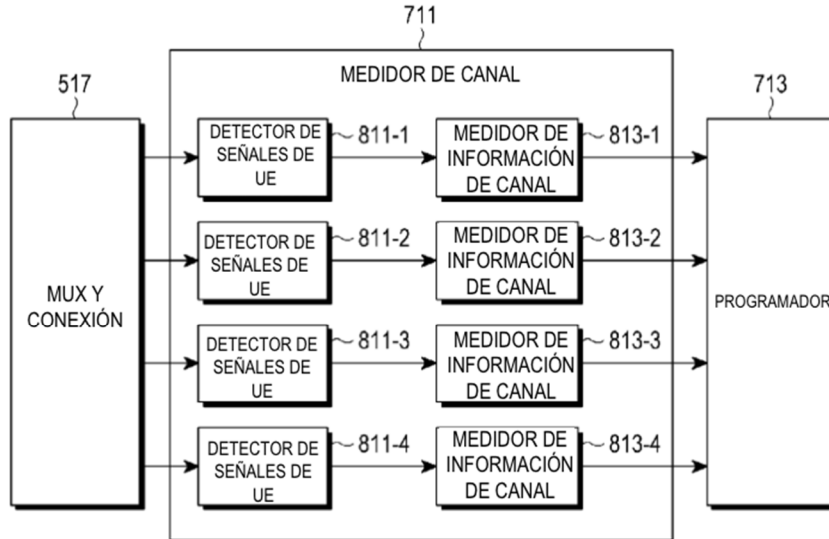 711
MEDIDOR DE CANAL
517
713
DETECTOR DE
SEÑALES DE
UE
811-1
MEDIDOR DE
INFORMACIÓN
DE CANAL
813-1
DETECTOR DE
SEÑALES DE
UE
811-2
MEDIDOR DE
INFORMACIÓN
DE CANAL
813-2
MUX Y
CONEXIÓN
PROGRAMADOR
DETECTOR DE
SEÑALES DE
UE
811-3
MEDIDOR DE
INFORMACIÓN
DE CANAL
813-3
DETECTOR DE
SEÑALES DE
UE
811-4
MEDIDOR DE
INFORMACIÓN
DE CANAL
813-4